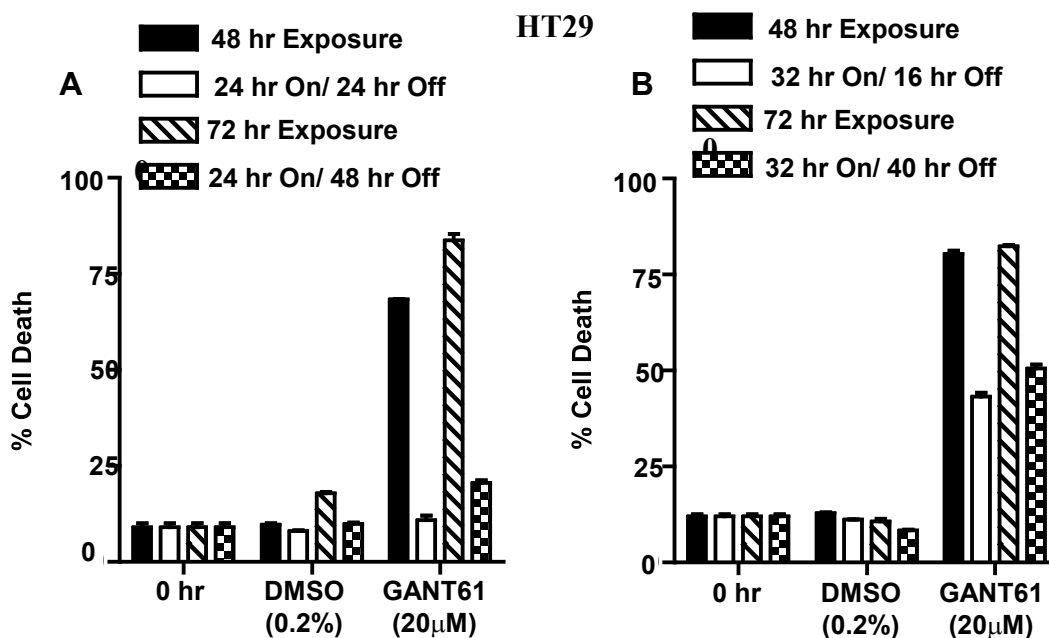 HT29
A
48 hr Exposure
24 hr On/ 24 hr Off
72 hr Exposure
24 hr On/ 48 hr Off
% Cell Death
100
75
50
25
0
0 hr
DMSO
(0.2%)
GANT61
(20µM)
B
48 hr Exposure
32 hr On/ 16 hr Off
72 hr Exposure
32 hr On/ 40 hr Off
% Cell Death
100
75
50
25
0
0 hr
DMSO
(0.2%)
GANT61
(20µM)